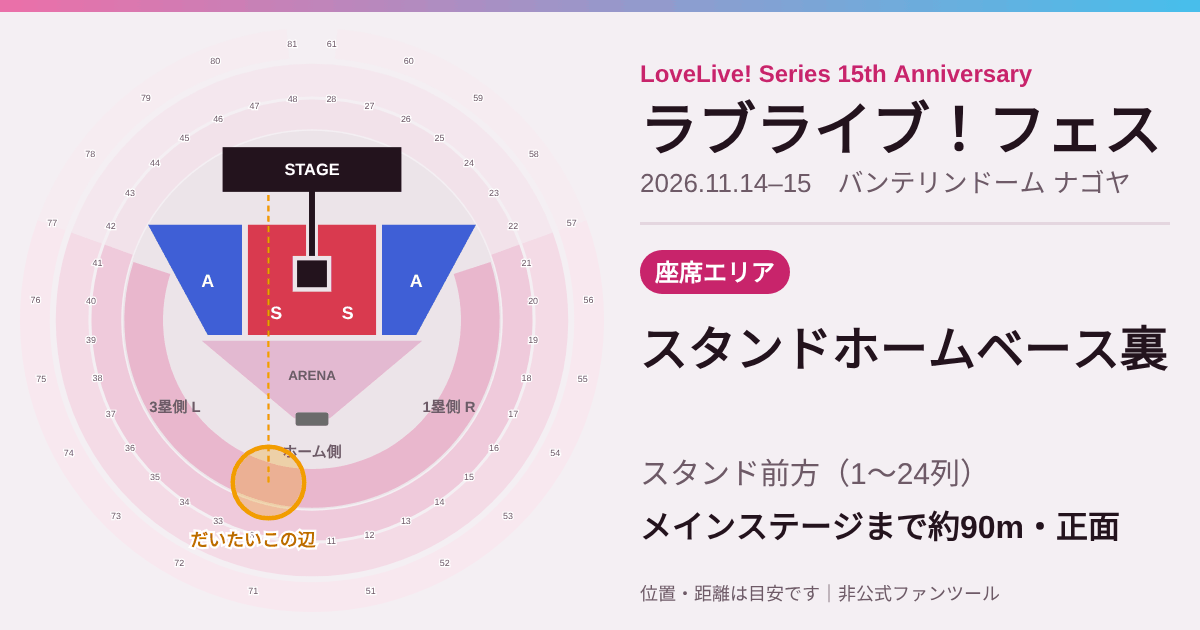 81 61
80 60
79 59
47 48 28 27
46 26
45 25
78 58
44 24
STAGE
43 23
77 57
42 22
41 21
A A
76 56
40 20
S S
39 19
ARENA
75 55
38 18
3塁側 L 1塁側 R
37 17
ホーム側
36 16
74 54
35 15
34 14
73 53
33 13
だいたいこの辺 11 12
72 52
71 51
LoveLive! Series 15th Anniversary
ラブライブ！フェス
2026.11.14–15　バンテリンドーム ナゴヤ
座席エリア
スタンドホームベース裏
スタンド前方（1〜24列）
メインステージまで約90m・正面
位置・距離は目安です｜非公式ファンツール